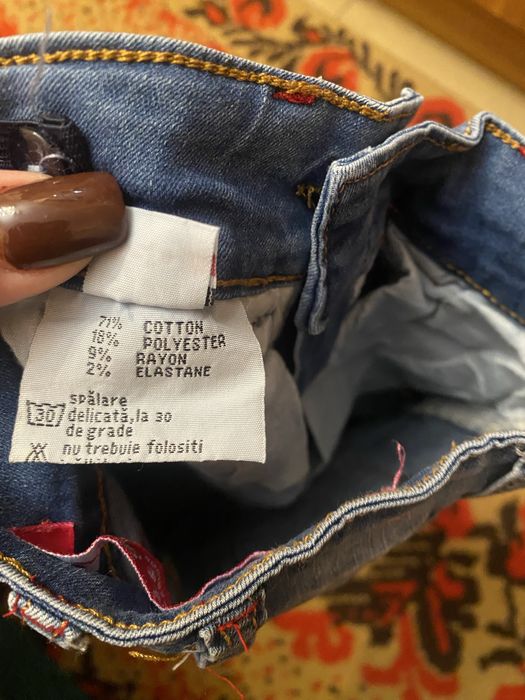 71% COTTON
18% POLYESTER
9% RAYON
2% ELASTANE
30 spălare
delicată,la 30
de grade
nu trebuie folositi